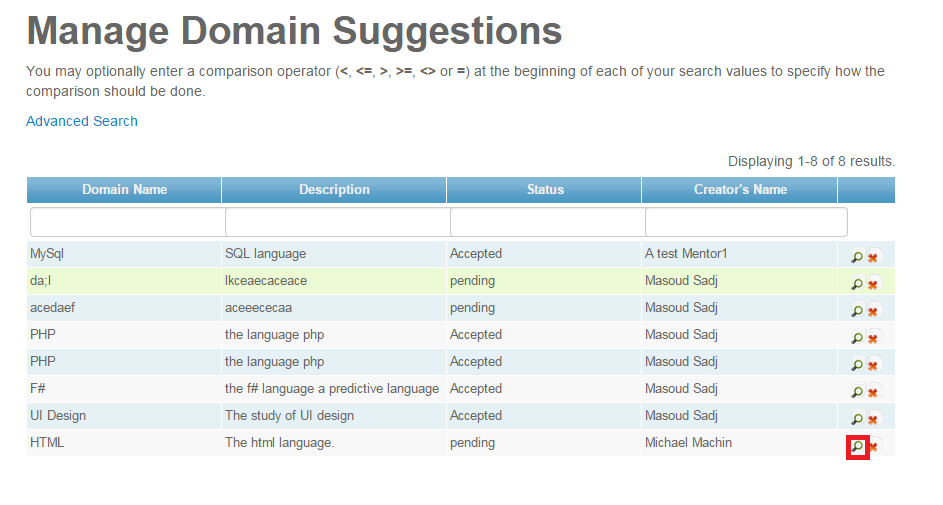 Manage Domain Suggestions
You may optionally enter a comparison operator (<, <=, >, >=, <> or =) at the beginning of each of your search values to specify how the
comparison should be done.
Advanced Search
Displaying 1-8 of 8 results.
Domain Name Description Status Creator's Name
MySql SQL language Accepted A test Mentor1
da;l lkceaecaceace pending Masoud Sadj
acedaef aceeececaa pending Masoud Sadj
PHP the language php Accepted Masoud Sadj
PHP the language php Accepted Masoud Sadj
F# the f# language a predictive language Accepted Masoud Sadj
UI Design The study of UI design Accepted Masoud Sadj
HTML The html language. pending Michael Machin